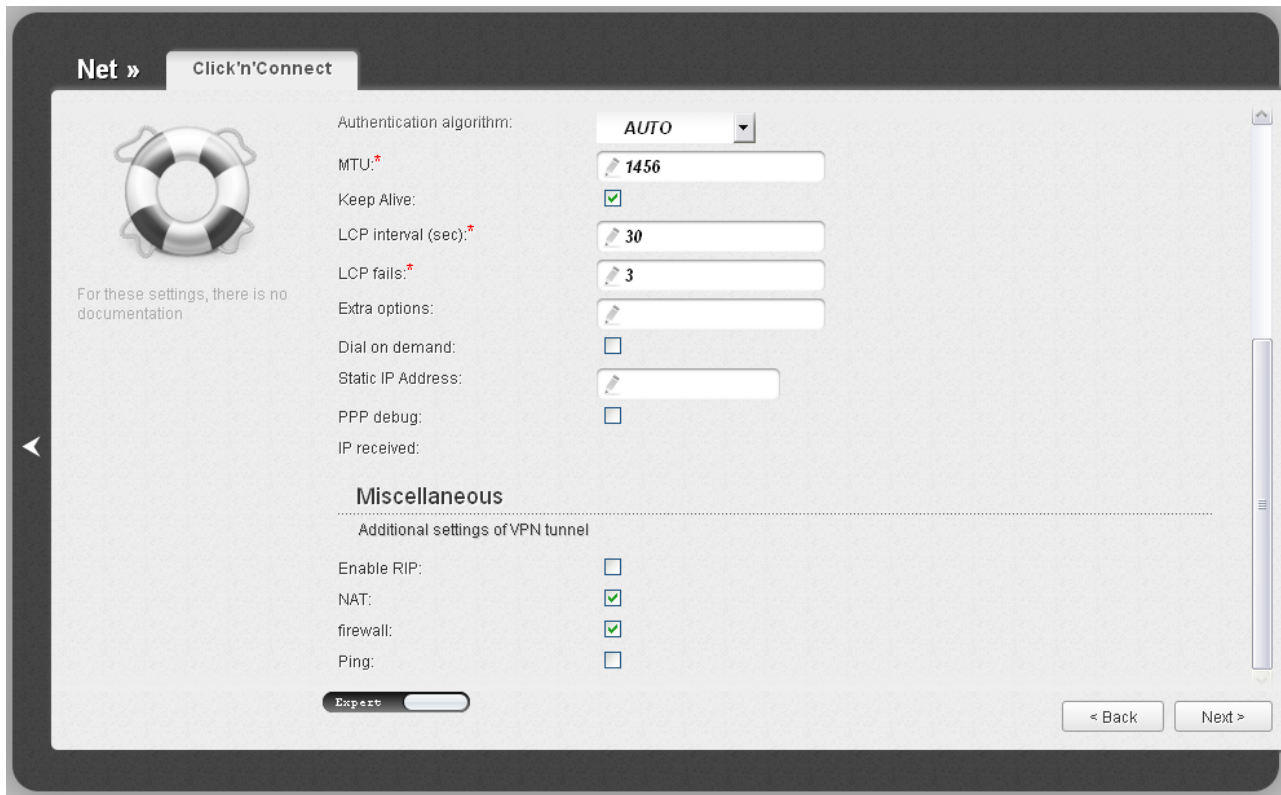 Net »
Click'n'Connect
For these settings, there is no
documentation
Authentication algorithm: AUTO
MTU:* 1456
Keep Alive:
LCP interval (sec):* 30
LCP fails:* 3
Extra options:
Dial on demand:
Static IP Address:
PPP debug:
IP received:
Miscellaneous
Additional settings of VPN tunnel
Enable RIP:
NAT:
firewall:
Ping:
Expert
< Back
Next >